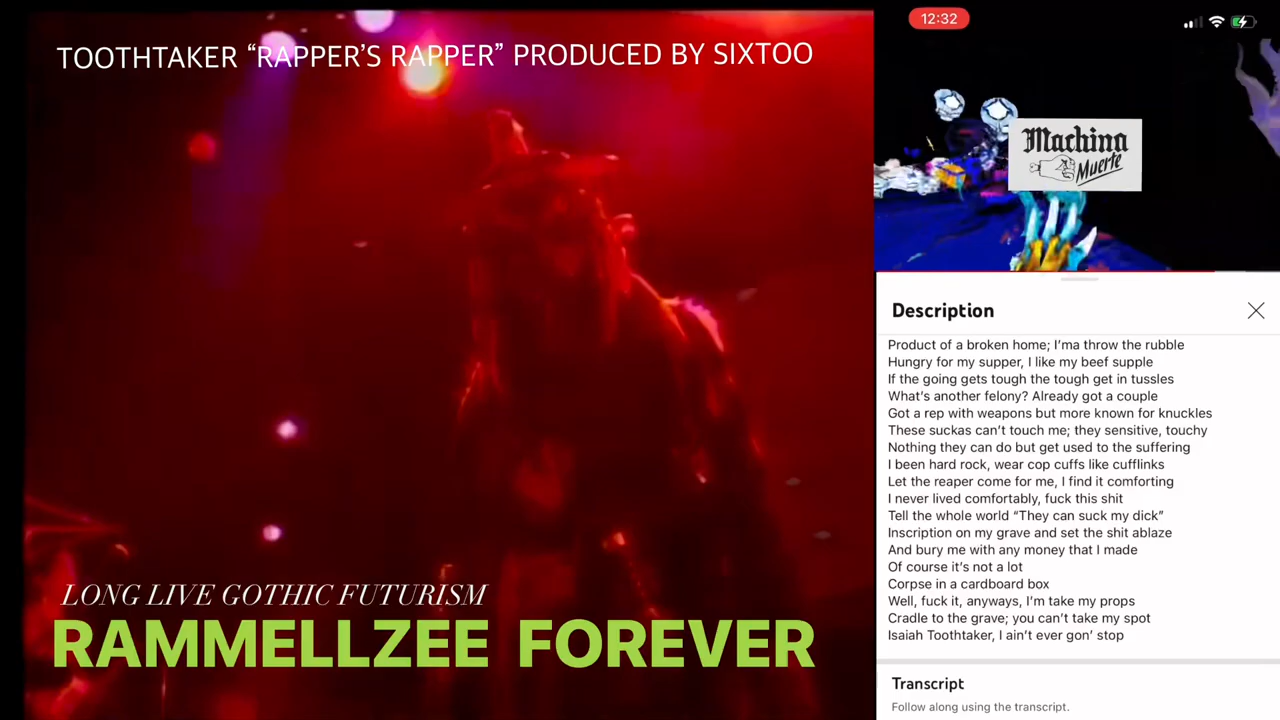 TOOTHTAKER “RAPPER’S RAPPER” PRODUCED BY SIXTOO
LONG LIVE GOTHIC FUTURISM
RAMMELLZEE FOREVER
12:32
Machina
Muerte
Description
Product of a broken home; I’ma throw the rubble
Hungry for my supper, I like my beef supple
If the going gets tough the tough get in tussles
What’s another felony? Already got a couple
Got a rep with weapons but more known for knuckles
These suckas can’t touch me; they sensitive, touchy
Nothing they can do but get used to the suffering
I been hard rock, wear cop cuffs like cufflinks
Let the reaper come for me, I find it comforting
I never lived comfortably, fuck this shit
Tell the whole world “They can suck my dick”
Inscription on my grave and set the shit ablaze
And bury me with any money that I made
Of course it’s not a lot
Corpse in a cardboard box
Well, fuck it, anyways, I’m take my props
Cradle to the grave; you can’t take my spot
Isaiah Toothtaker, I ain’t ever gon’ stop
Transcript
Follow along using the transcript.